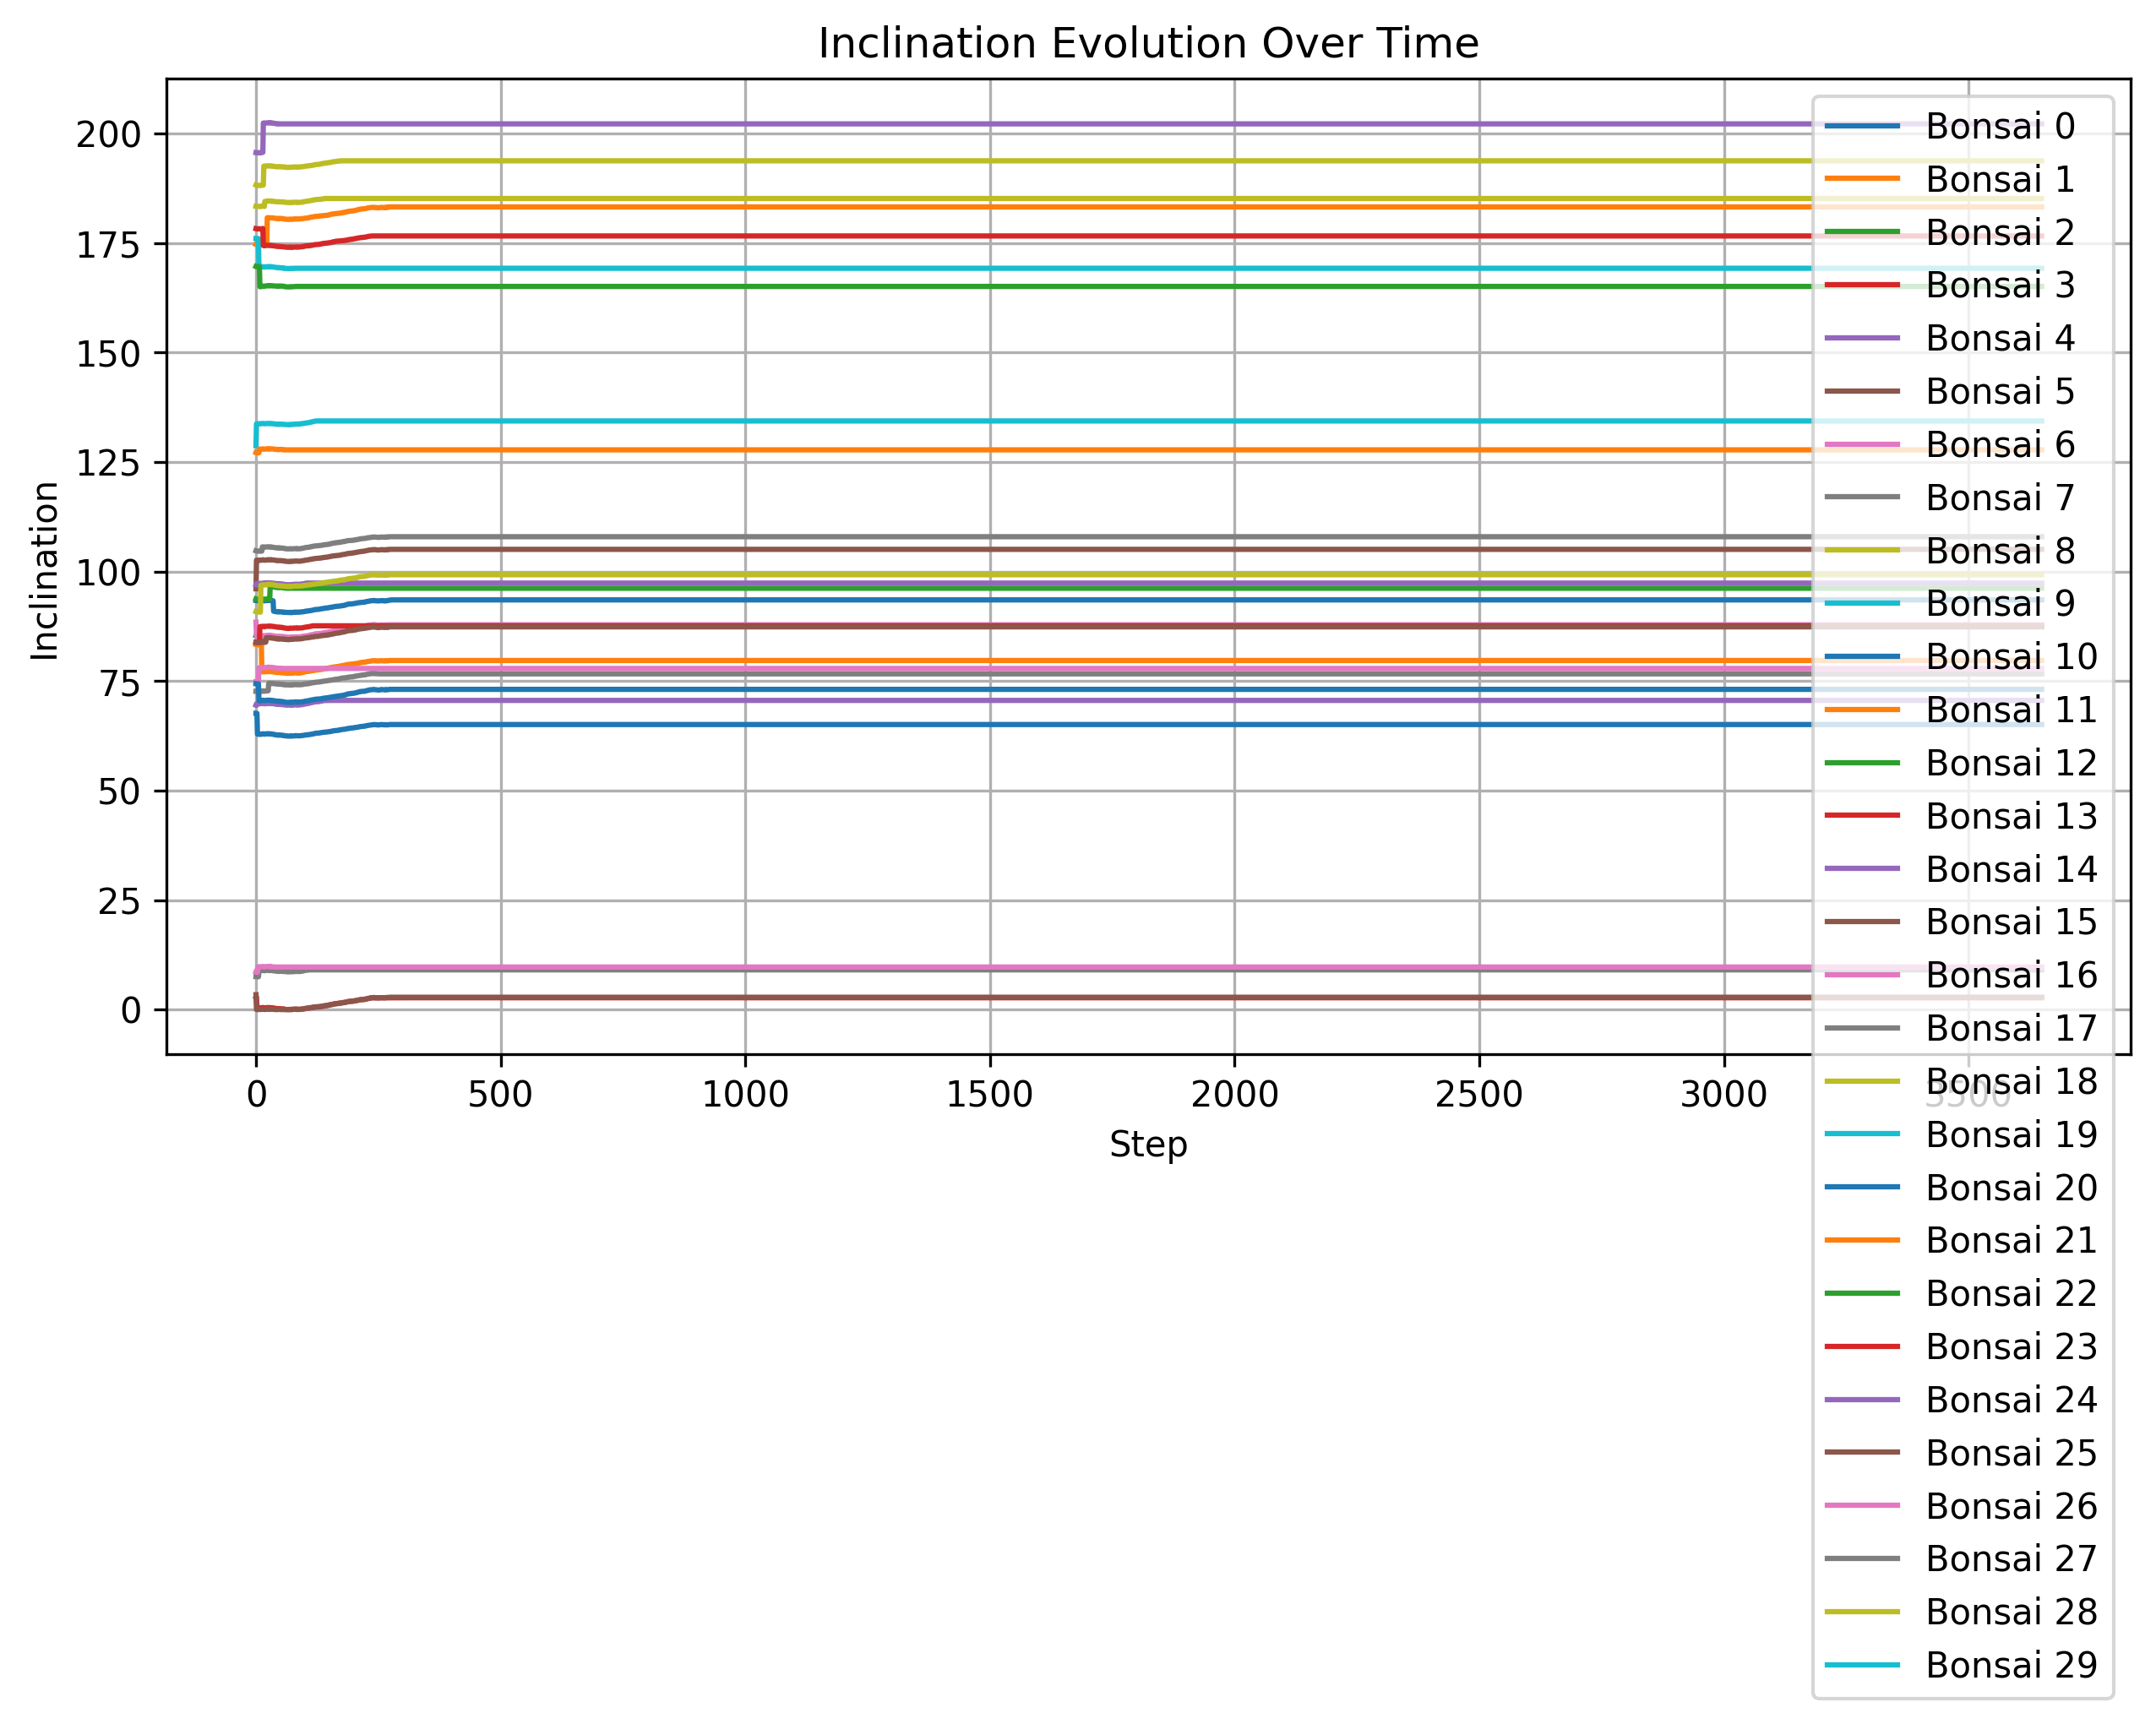 Inclination Evolution Over Time
Inclination
200
175
150
125
100
75
50
25
0
0 500 1000 1500 2000 2500 3000 3500
Step
Bonsai 0
Bonsai 1
Bonsai 2
Bonsai 3
Bonsai 4
Bonsai 5
Bonsai 6
Bonsai 7
Bonsai 8
Bonsai 9
Bonsai 10
Bonsai 11
Bonsai 12
Bonsai 13
Bonsai 14
Bonsai 15
Bonsai 16
Bonsai 17
Bonsai 18
Bonsai 19
Bonsai 20
Bonsai 21
Bonsai 22
Bonsai 23
Bonsai 24
Bonsai 25
Bonsai 26
Bonsai 27
Bonsai 28
Bonsai 29